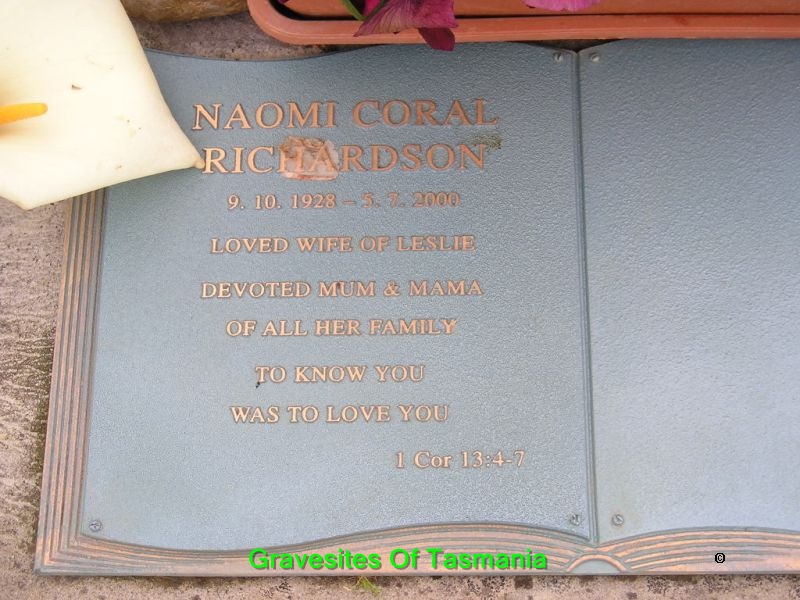 NAOMI CORAL
RICHARDSON
9. 10. 1928 – 5. 7. 2000
LOVED WIFE OF LESLIE
DEVOTED MUM & MAMA
OF ALL HER FAMILY
TO KNOW YOU
WAS TO LOVE YOU
1 Cor 13:4-7
Gravesites Of Tasmania
©